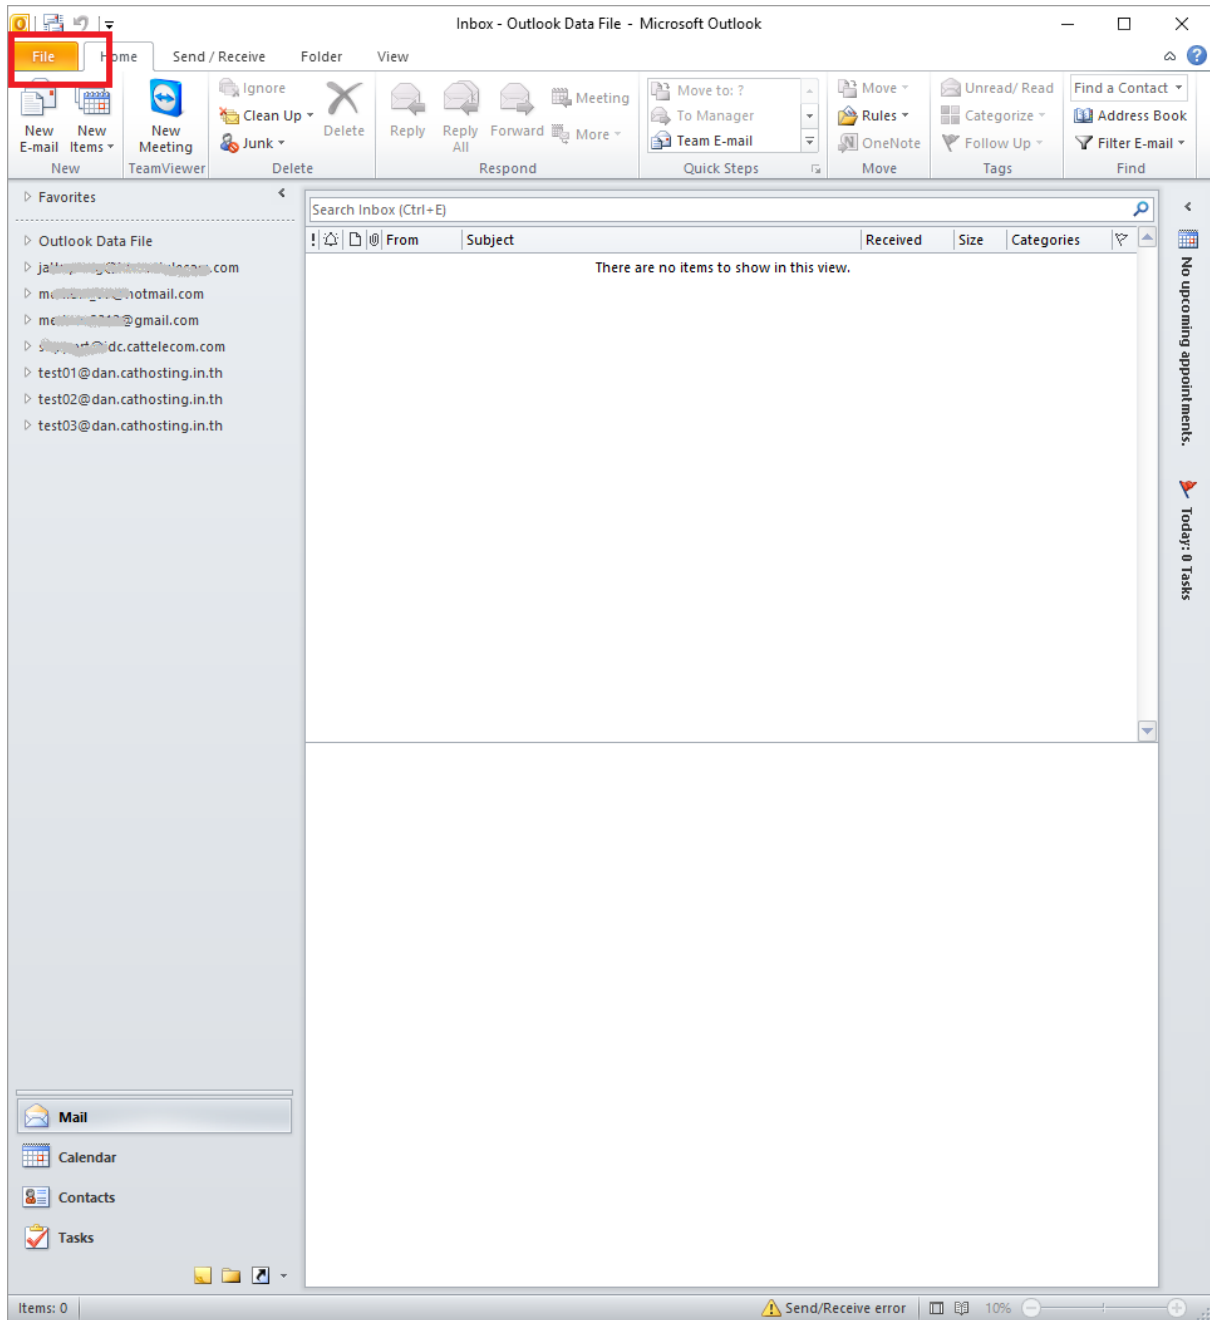 Inbox - Outlook Data File - Microsoft Outlook
File Home Send / Receive Folder View
New E-mail
New Items
New
New Meeting
TeamViewer
Ignore
Clean Up
Junk
Delete
Delete
Reply
Reply All
Forward
Meeting
More
Respond
Move to: ?
To Manager
Team E-mail
Quick Steps
Move
Rules
OneNote
Move
Unread/ Read
Categorize
Follow Up
Tags
Find a Contact
Address Book
Filter E-mail
Find
Favorites
Outlook Data File
.com
hotmail.com
@gmail.com
idc.cattelecom.com
test01@dan.cathosting.in.th
test02@dan.cathosting.in.th
test03@dan.cathosting.in.th
Search Inbox (Ctrl+E)
! From Subject Received Size Categories
There are no items to show in this view.
No upcoming appointments.
Today: 0 Tasks
Mail
Calendar
Contacts
Tasks
Items: 0
Send/Receive error 10%